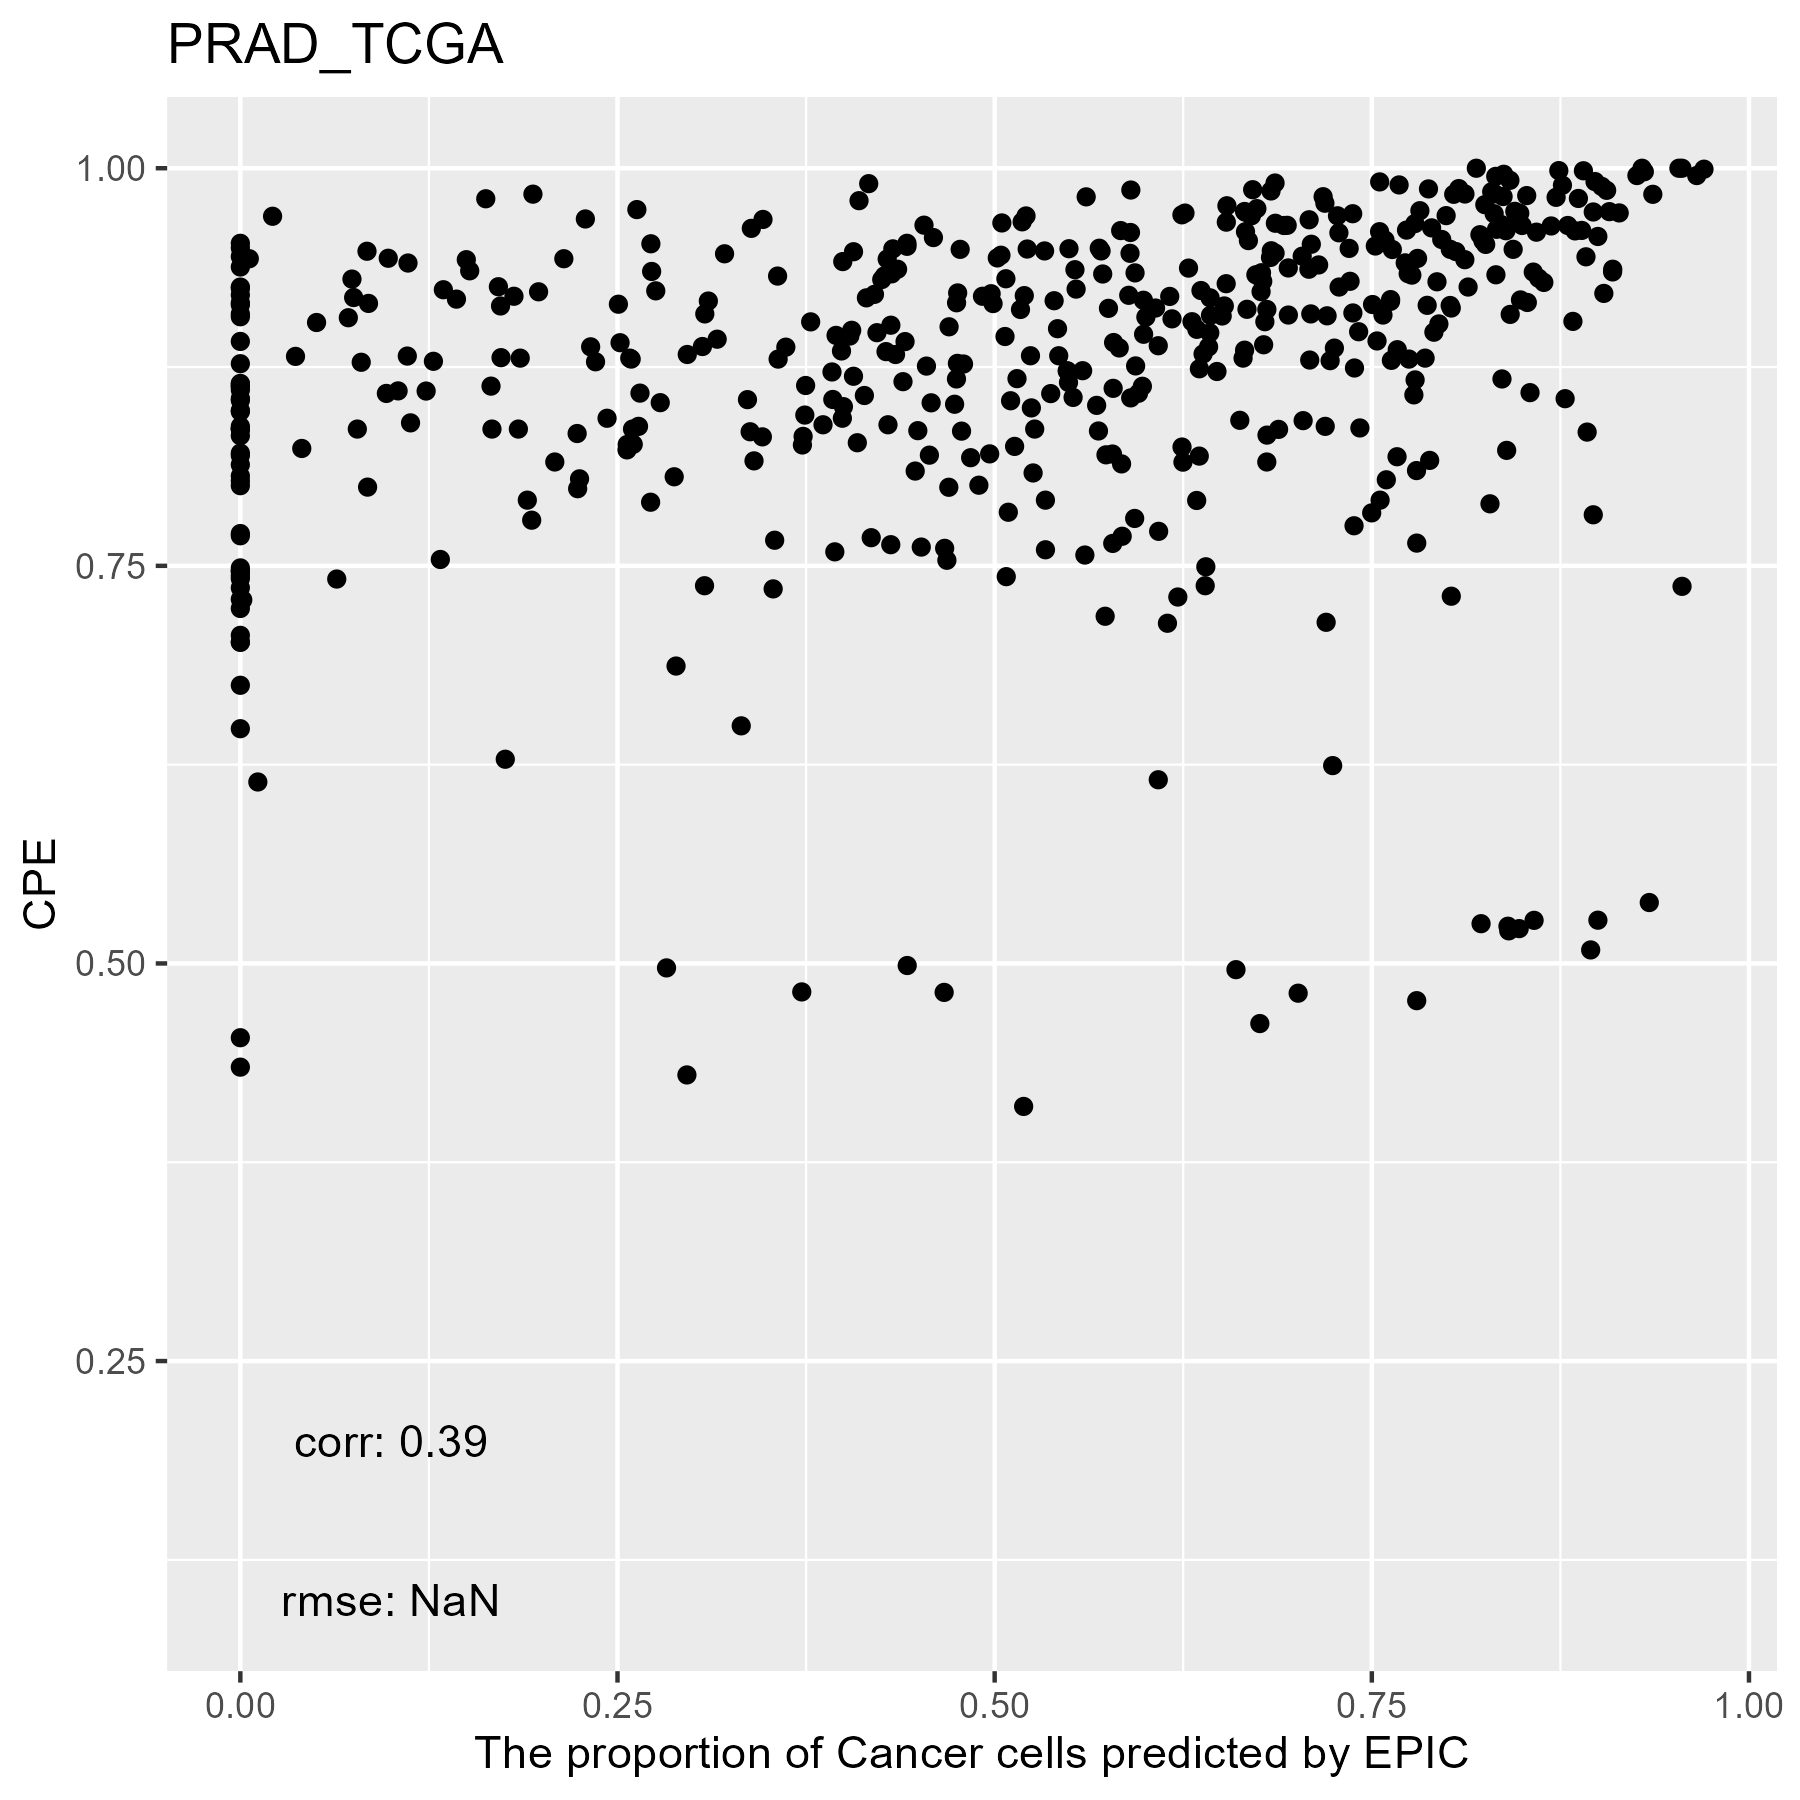 PRAD_TCGA
1.00
0.75
0.50
0.25
CPE
corr: 0.39
rmse: NaN
0.00 0.25 0.50 0.75 1.00
The proportion of Cancer cells predicted by EPIC